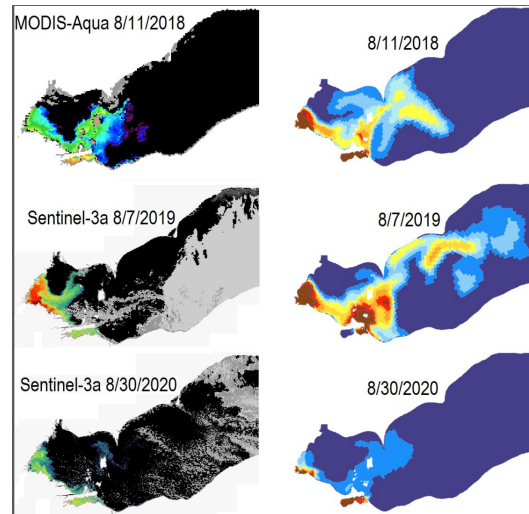 MODIS-Aqua 8/11/2018
8/11/2018
Sentinel-3a 8/7/2019
8/7/2019
Sentinel-3a 8/30/2020
8/30/2020